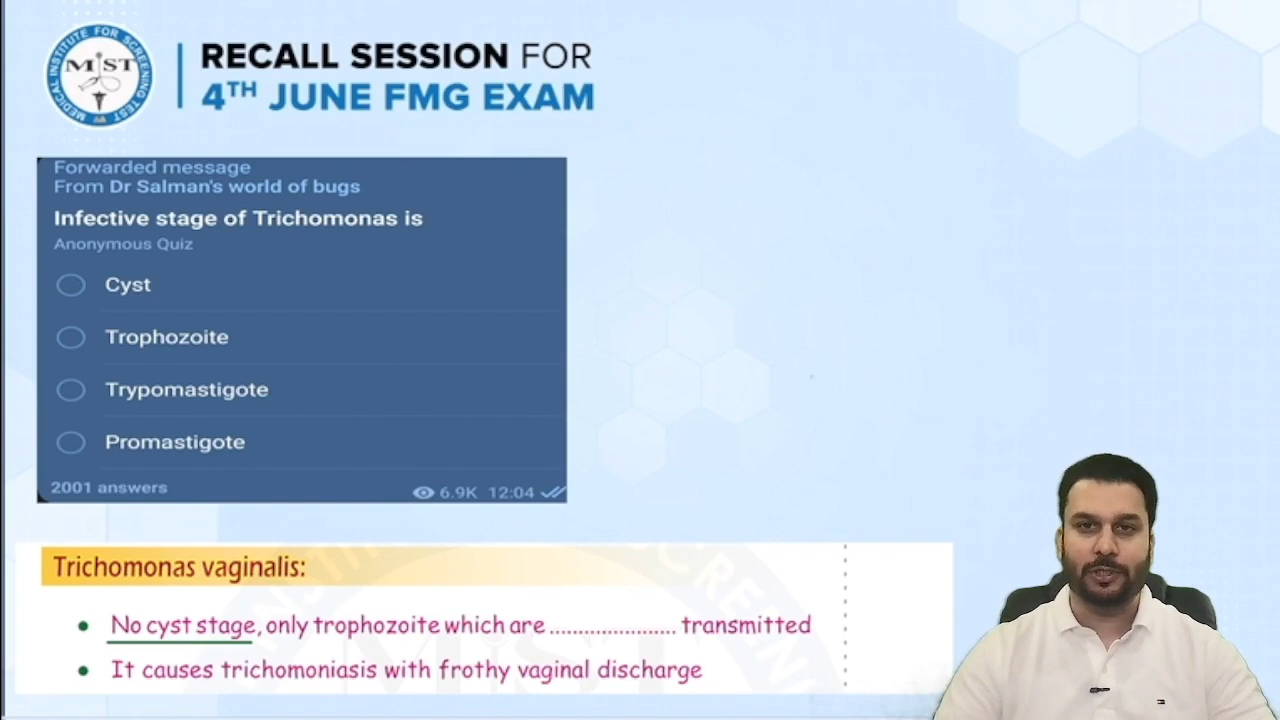 MEDICAL INSTITUTE FOR SCREENING TEST
MIST
RECALL SESSION FOR
4TH JUNE FMG EXAM
Forwarded message
From Dr Salman's world of bugs
Infective stage of Trichomonas is
Anonymous Quiz
Cyst
Trophozoite
Trypomastigote
Promastigote
2001 answers
6.9K 12:04
Trichomonas vaginalis:
• No cyst stage, only trophozoite which are ...................... transmitted
• It causes trichomoniasis with frothy vaginal discharge